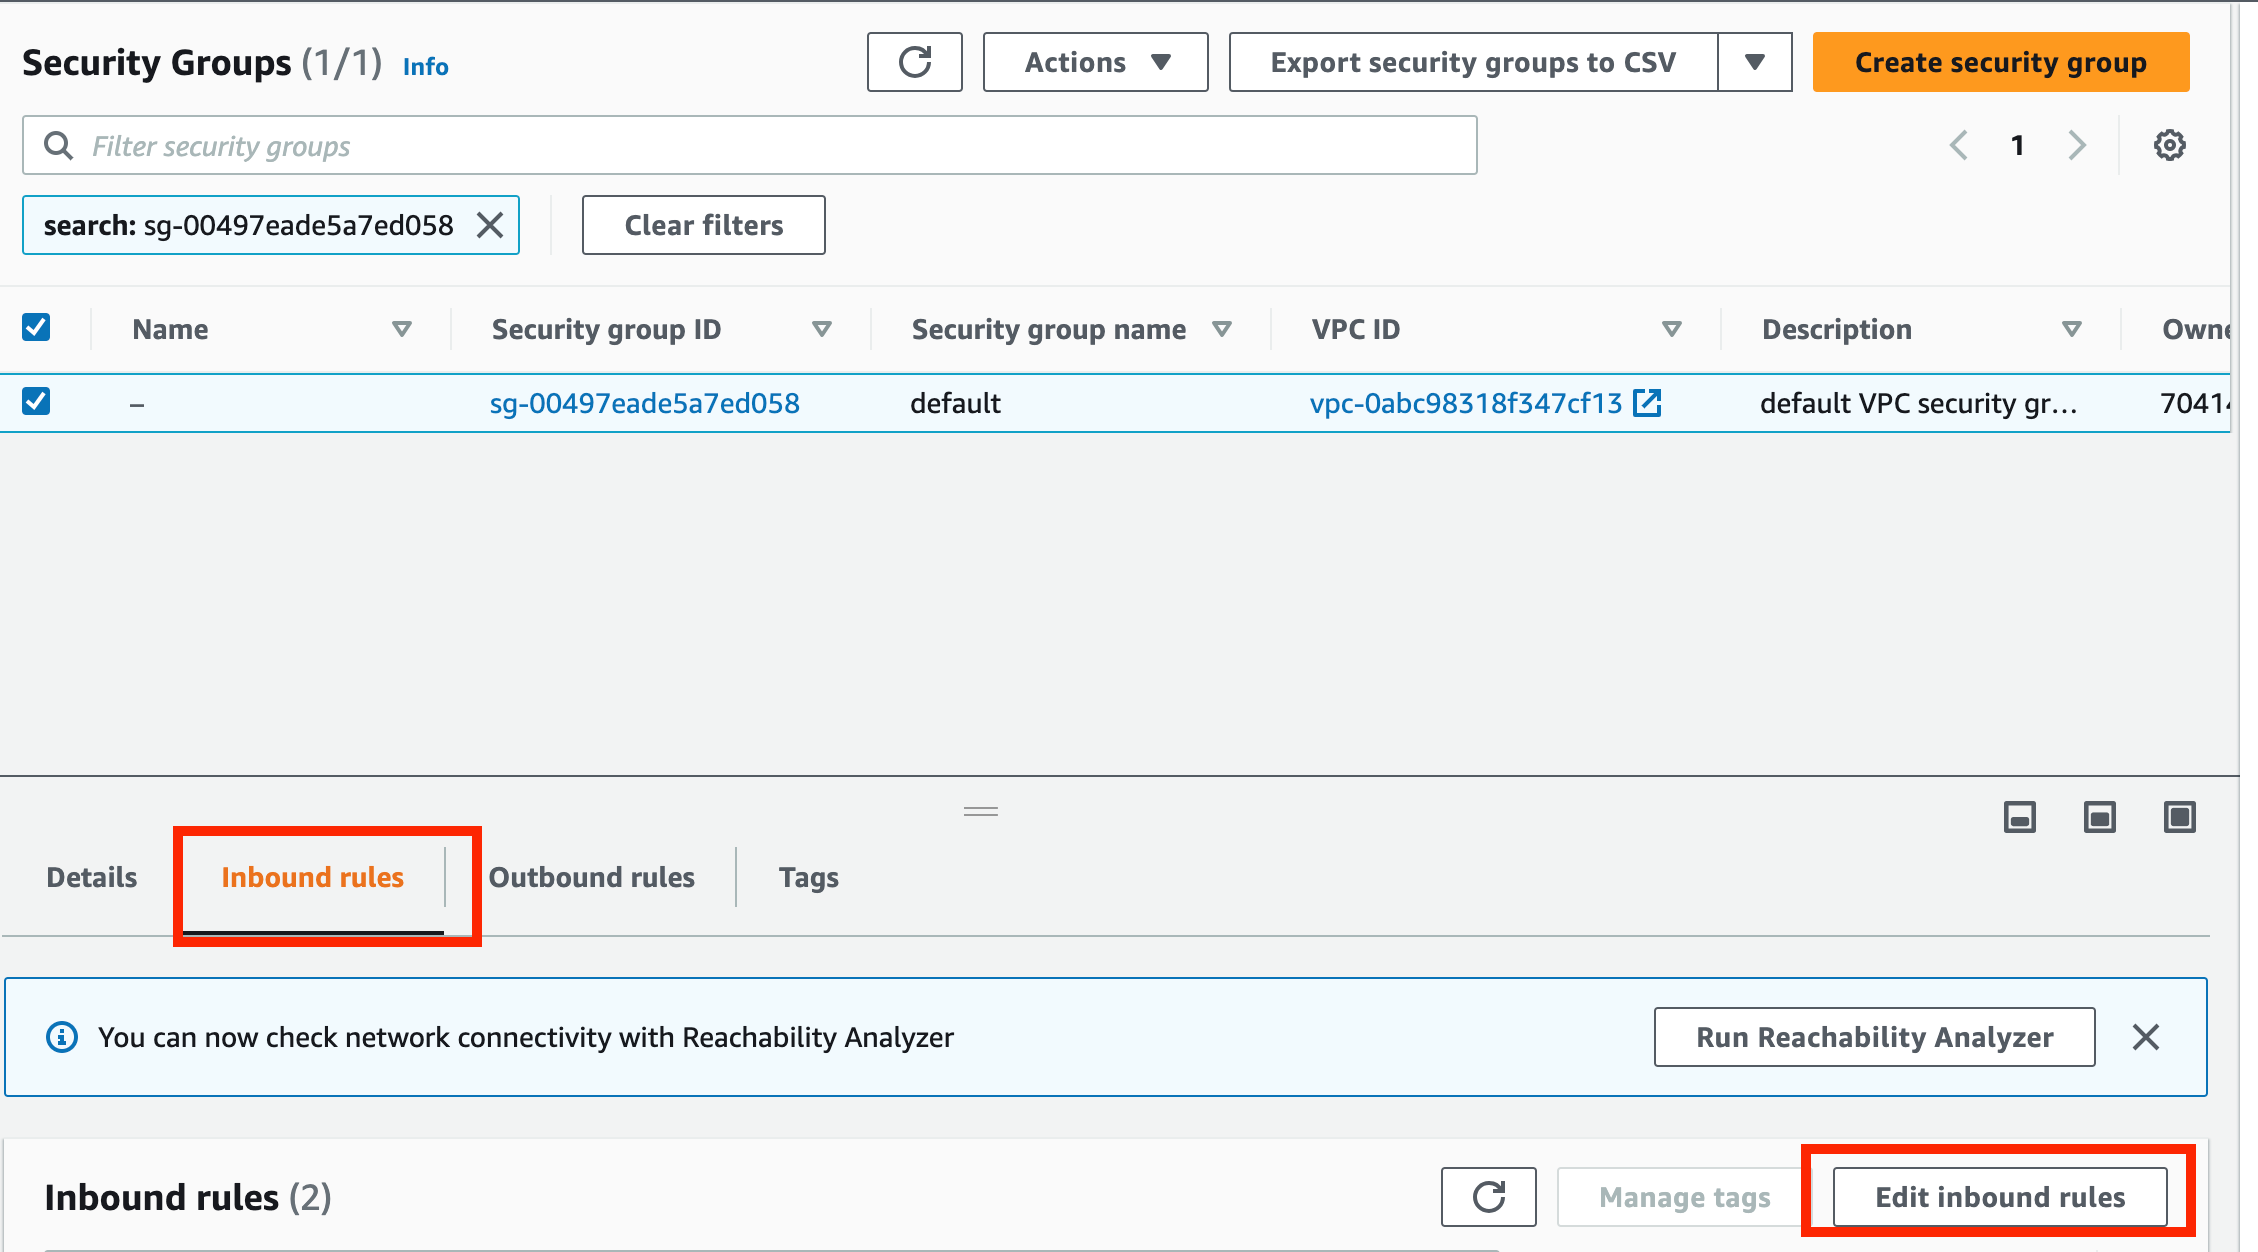 Security Groups (1/1) Info Actions Export security groups to CSV Create security group
Filter security groups 1
search: sg-00497eade5a7ed058 Clear filters
Name Security group ID Security group name VPC ID Description Owne
– sg-00497eade5a7ed058 default vpc-0abc98318f347cf13 default VPC security gr... 7041
Details Inbound rules Outbound rules Tags
You can now check network connectivity with Reachability Analyzer Run Reachability Analyzer
Inbound rules (2) Manage tags Edit inbound rules